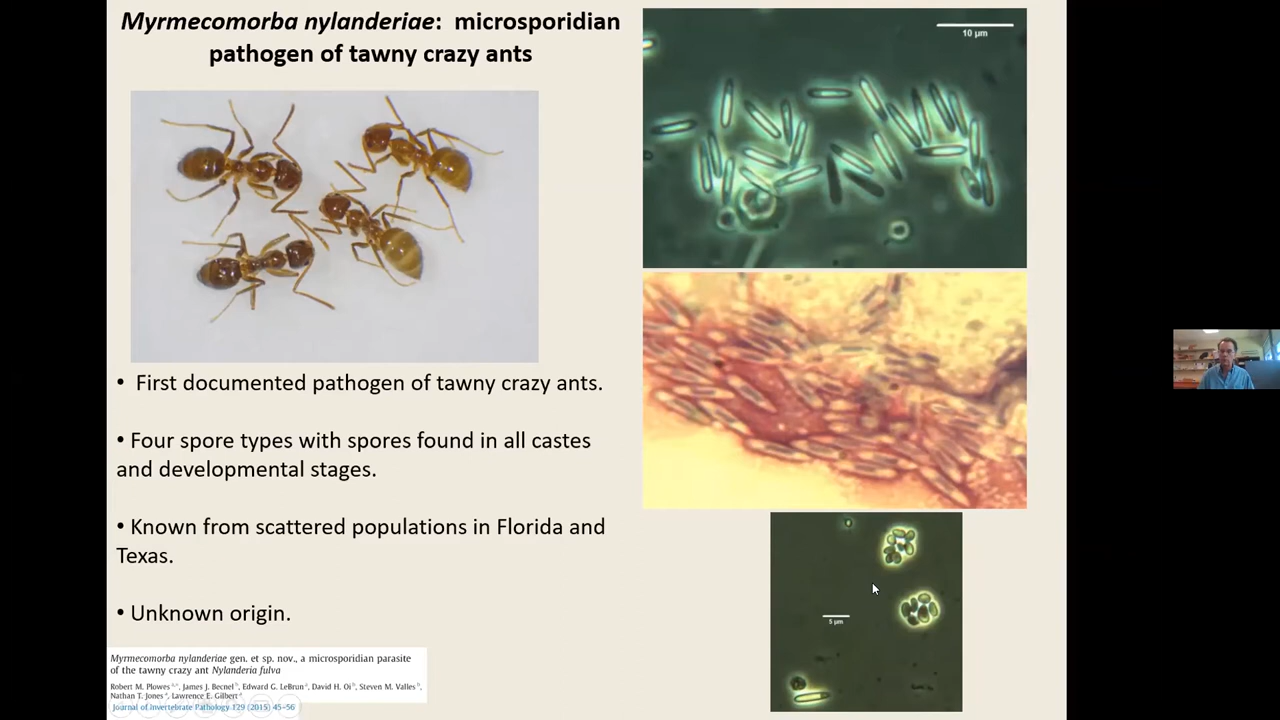 Myrmecomorba nylanderiae: microsporidian
pathogen of tawny crazy ants
10 µm
• First documented pathogen of tawny crazy ants.
• Four spore types with spores found in all castes
and developmental stages.
• Known from scattered populations in Florida and
Texas.
• Unknown origin.
5 µm
Myrmecomorba nylanderiae gen. et sp. nov., a microsporidian parasite
of the tawny crazy ant Nylanderia fulva
Robert M. Plowes, James J. Becnel, Edward G. LeBrun, David H. Oi, Steven M. Valles,
Nathan T. Jones, Lawrence E. Gilbert
Journal of Invertebrate Pathology 129 (2015) 45–56